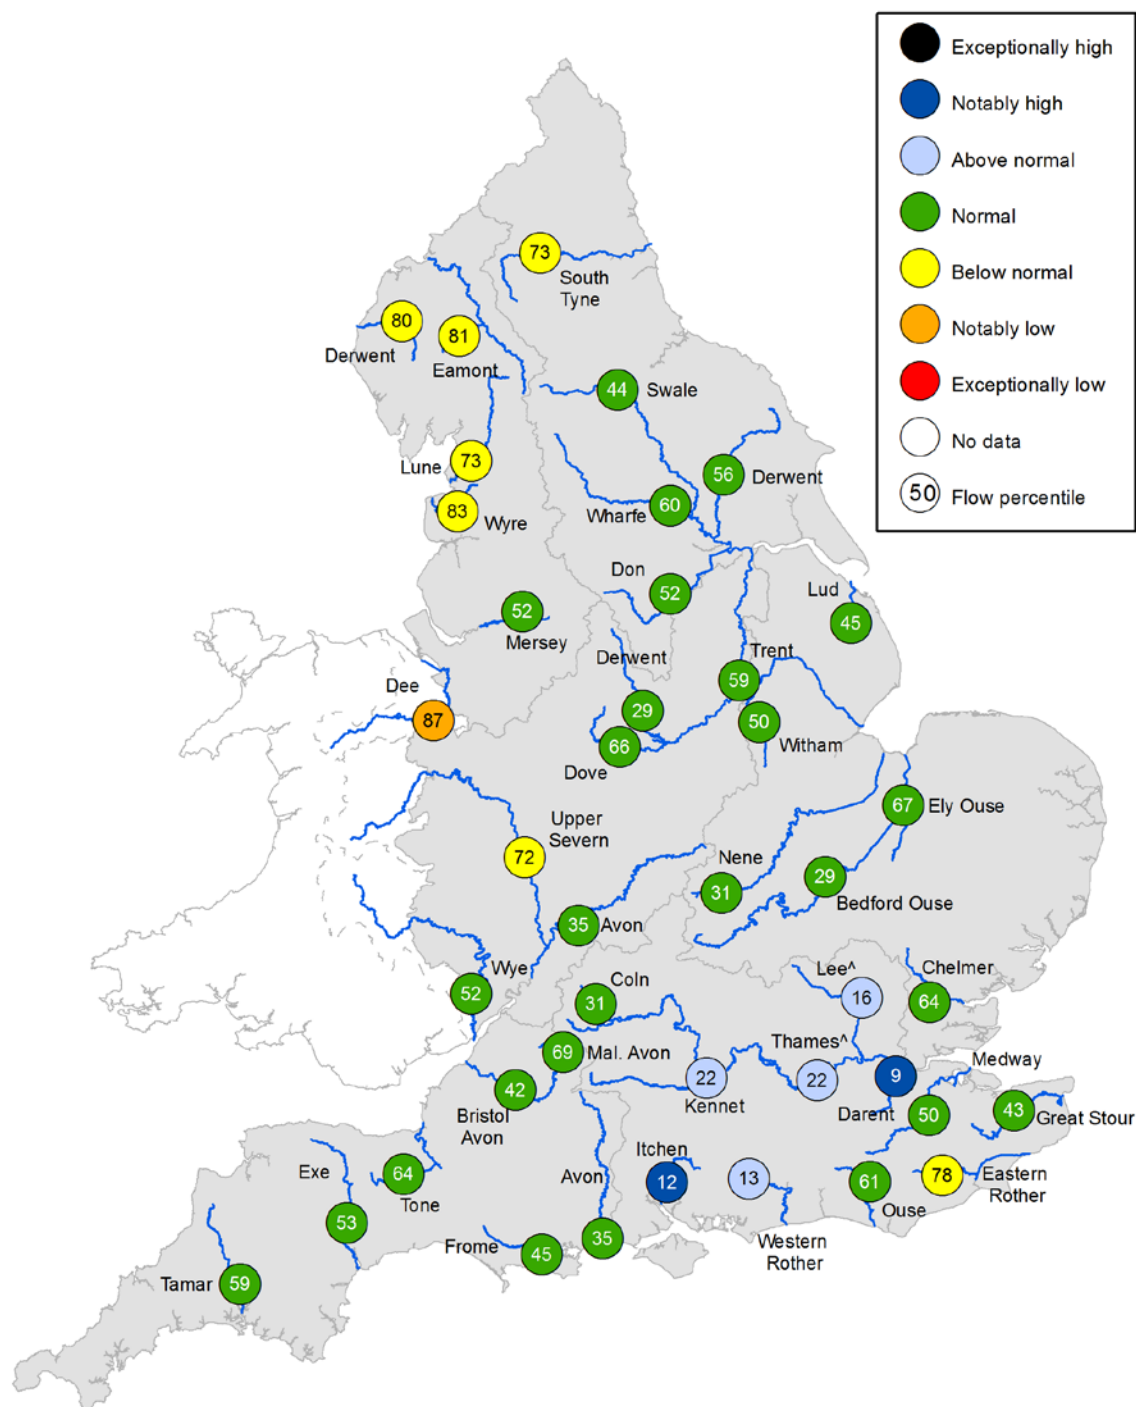 Exceptionally high
Notably high
Above normal
Normal
Below normal
Notably low
Exceptionally low
No data
50 Flow percentile
73
South
Tyne
80
Derwent
81
Eamont
44 Swale
Lune 73
83
Wyre
56
Derwent
60
Wharfe
Don
52
Lud
45
52
Mersey
Derwent
29
Trent
59
50
Witham
Dee
87
66
Dove
67 Ely Ouse
Upper
Severn
72
Nene
31
29
Bedford Ouse
35 Avon
Wye
52
Coln
31
Lee^
16
Chelmer
64
69 Mal. Avon
Thames^
22
22
Kennet
9
Darent
Medway
50
43 Great Stour
42
Bristol
Avon
Itchen
12
13
Western
Rother
61
Ouse
78 Eastern
Rother
64
Tone
Exe
53
Avon
35
Frome
45
Tamar 59